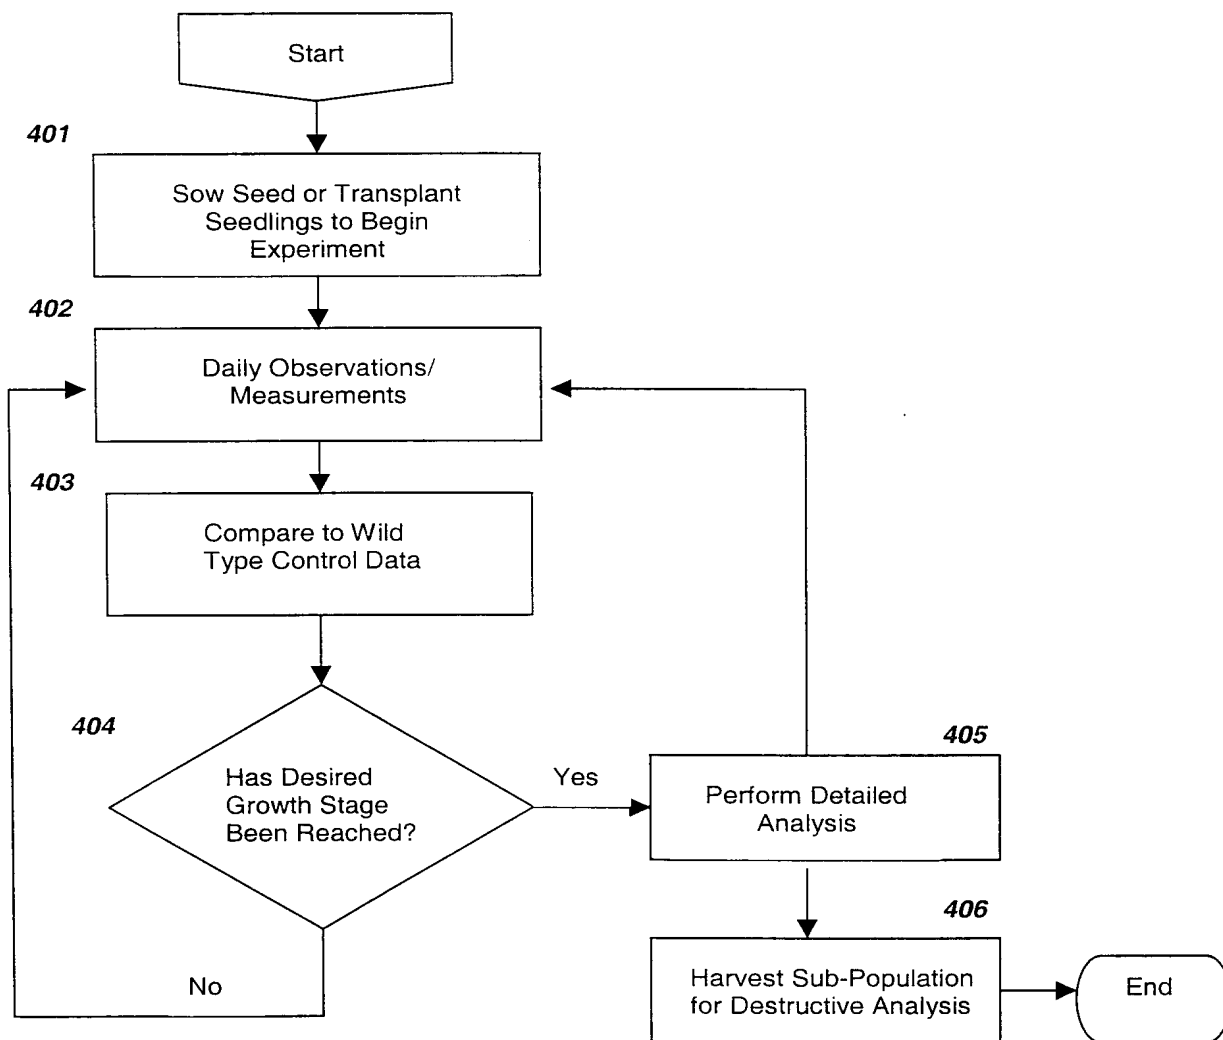 Start
401
Sow Seed or Transplant
Seedlings to Begin
Experiment
402
Daily Observations/
Measurements
403
Compare to Wild
Type Control Data
404
Has Desired
Growth Stage
Been Reached?
Yes
No
405
Perform Detailed
Analysis
406
Harvest Sub-Population
for Destructive Analysis
End